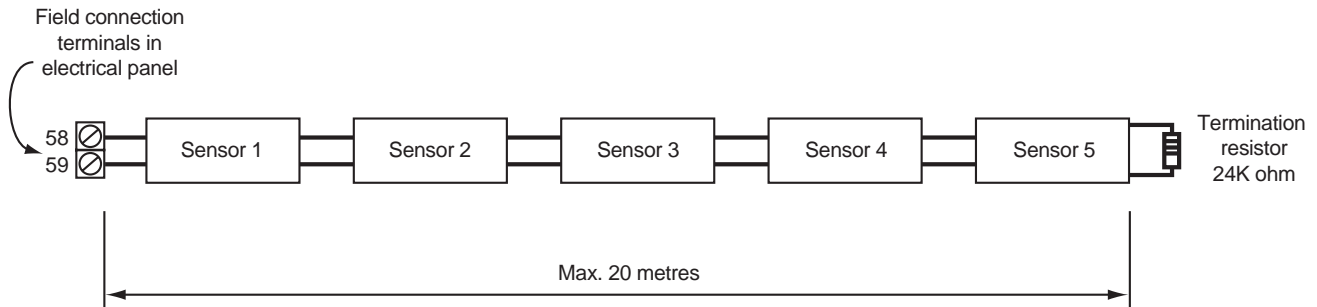 Field connection
terminals in
electrical panel
58
59
Sensor 1
Sensor 2
Sensor 3
Sensor 4
Sensor 5
Termination
resistor
24K ohm
Max. 20 metres